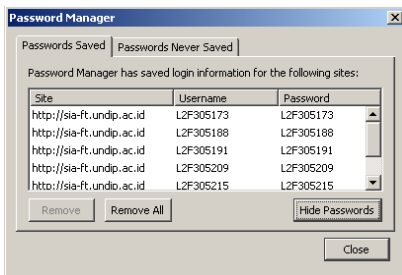 Password Manager
Passwords Saved Passwords Never Saved
Password Manager has saved login information for the following sites:
Site Username Password
http://sia-ft.undip.ac.id L2F305173 L2F305173
http://sia-ft.undip.ac.id L2F305188 L2F305188
http://sia-ft.undip.ac.id L2F305191 L2F305191
http://sia-ft.undip.ac.id L2F305209 L2F305209
http://sia-ft.undip.ac.id L2F305215 L2F305215
Remove Remove All Hide Passwords
Close